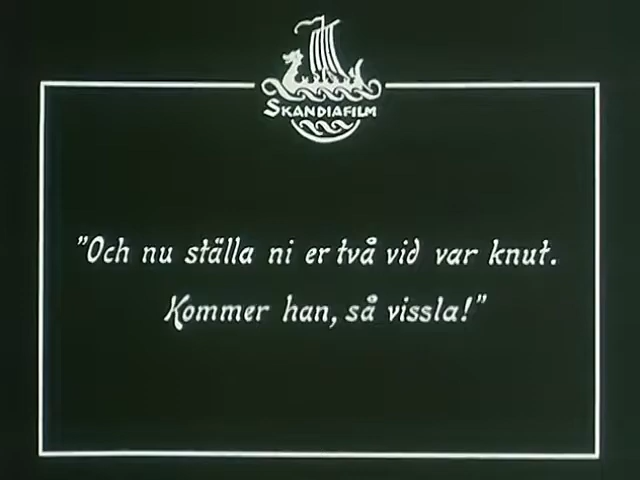 SKANDIAFILM
"Och nu ställa ni er två vid var knut.
Kommer han, så vissla!"